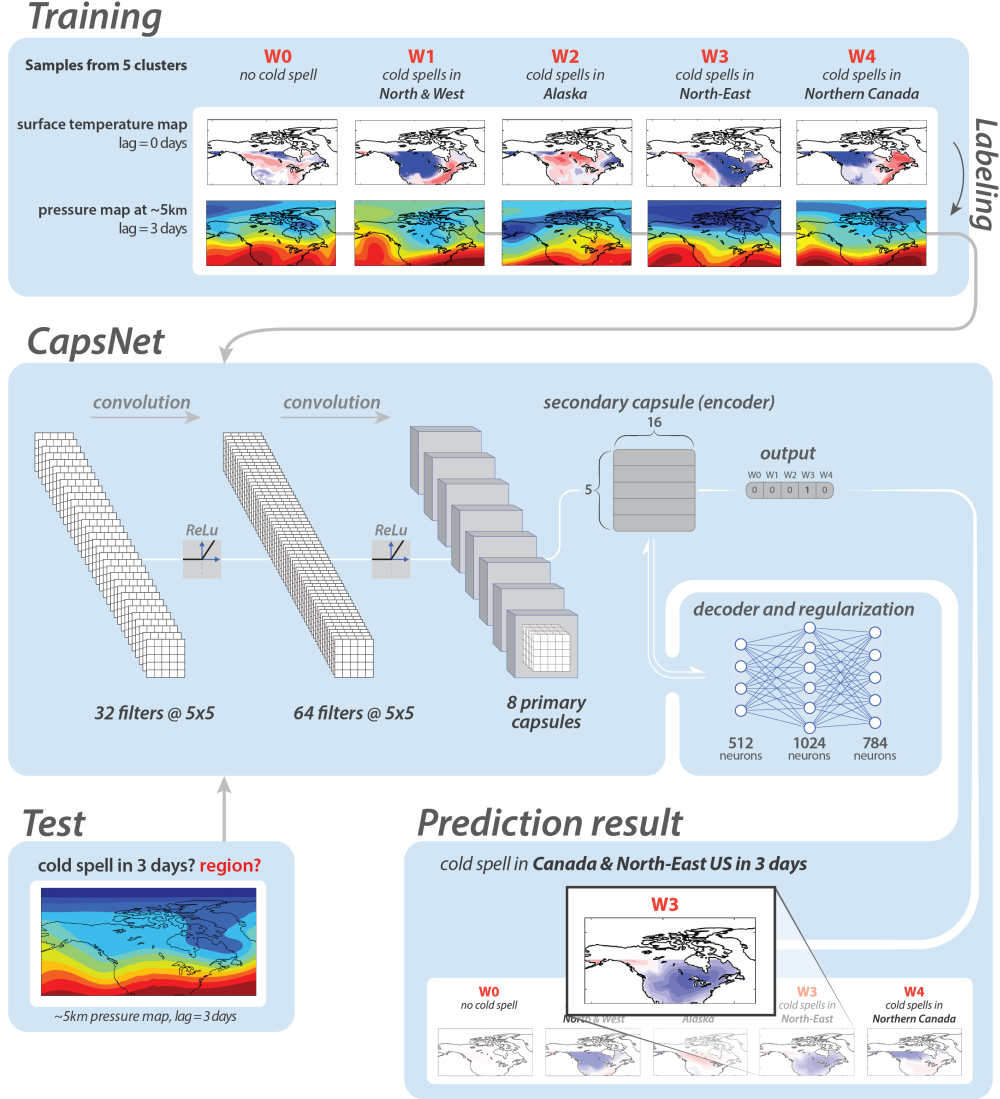 Training
Samples from 5 clusters
W0
no cold spell
W1
cold spells in
North & West
W2
cold spells in
Alaska
W3
cold spells in
North-East
W4
cold spells in
Northern Canada
surface temperature map
lag = 0 days
pressure map at ~5km
lag = 3 days
Labeling
CapsNet
convolution
convolution
secondary capsule (encoder)
16
5
output
W0 W1 W2 W3 W4
0 0 0 1 0
ReLu
ReLu
32 filters @ 5x5
64 filters @ 5x5
8 primary
capsules
decoder and regularization
512
neurons
1024
neurons
784
neurons
Test
cold spell in 3 days? region?
~5km pressure map, lag = 3 days
Prediction result
cold spell in Canada & North-East US in 3 days
W3
W0
no cold spell
North & West
Alaska
W3
cold spells in
North-East
W4
cold spells in
Northern Canada